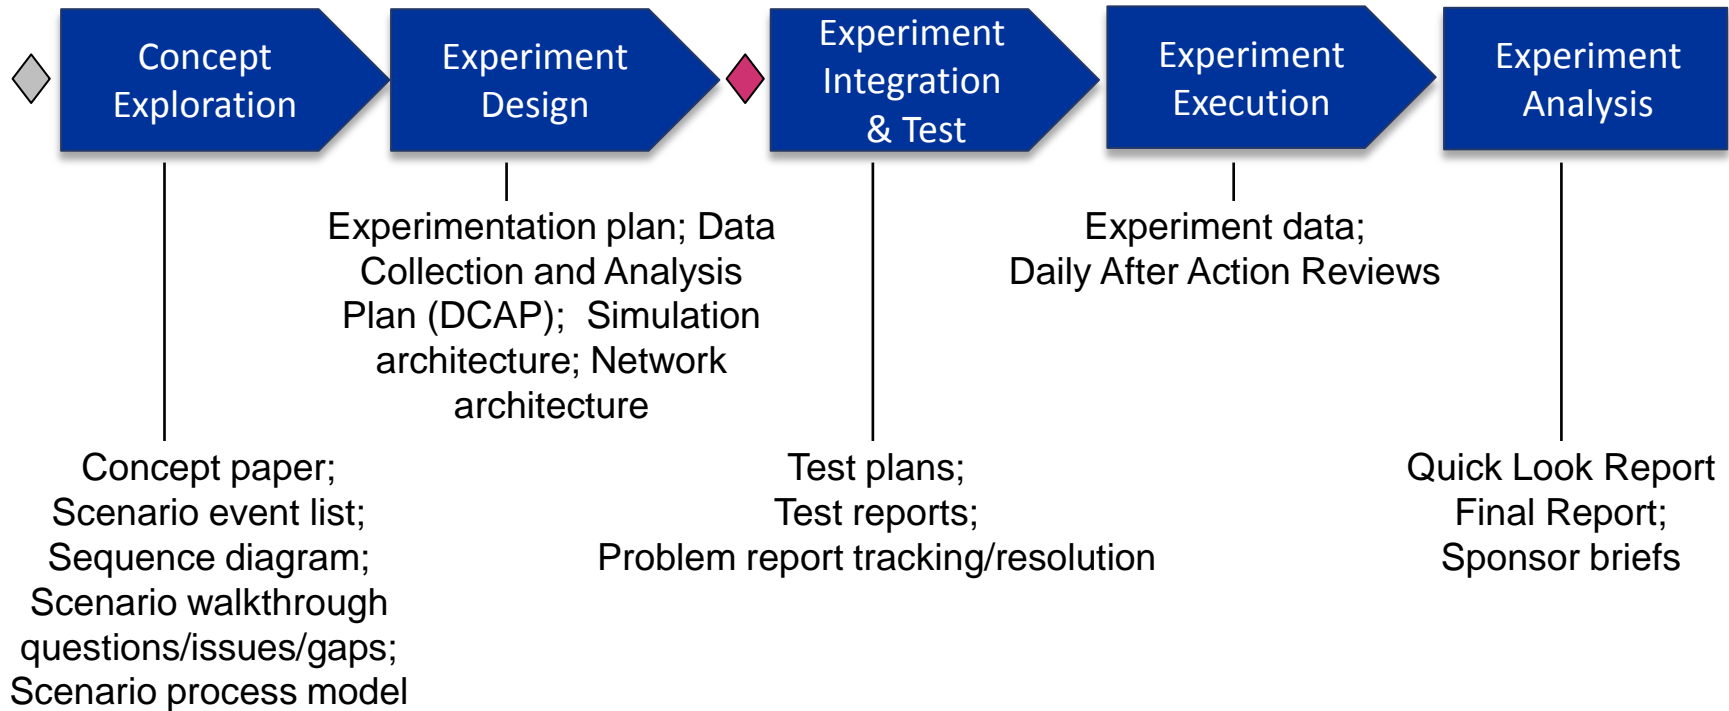 Concept
Exploration
Experiment
Design
Experiment
Integration
& Test
Experiment
Execution
Experiment
Analysis
Experimentation plan; Data
Collection and Analysis
Plan (DCAP);  Simulation
architecture; Network
architecture
Experiment data;
Daily After Action Reviews
Concept paper;
Scenario event list;
Sequence diagram;
Scenario walkthrough
questions/issues/gaps;
Scenario process model
Test plans;
Test reports;
Problem report tracking/resolution
Quick Look Report
Final Report;
Sponsor briefs